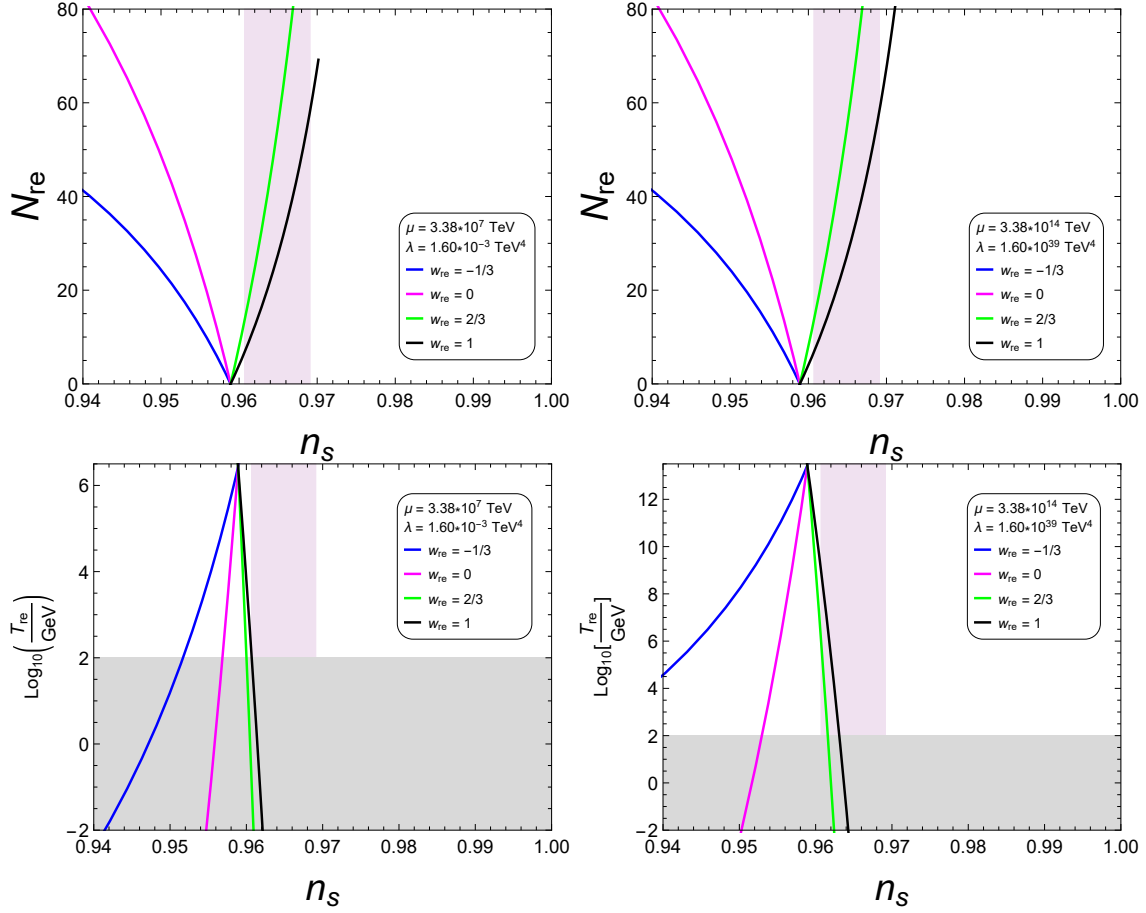 80
60
40
20
0
N_re
0.94 0.95 0.96 0.97 0.98 0.99 1.00
n_s
μ = 3.38*10^7 TeV
λ = 1.60*10^-3 TeV^4
w_re = -1/3
w_re = 0
w_re = 2/3
w_re = 1
80
60
40
20
0
N_re
0.94 0.95 0.96 0.97 0.98 0.99 1.00
n_s
μ = 3.38*10^14 TeV
λ = 1.60*10^39 TeV^4
w_re = -1/3
w_re = 0
w_re = 2/3
w_re = 1
6
4
2
0
-2
Log_10(T_re/GeV)
0.94 0.95 0.96 0.97 0.98 0.99 1.00
n_s
μ = 3.38*10^7 TeV
λ = 1.60*10^-3 TeV^4
w_re = -1/3
w_re = 0
w_re = 2/3
w_re = 1
12
10
8
6
4
2
0
-2
Log_10[T_re/GeV]
0.94 0.95 0.96 0.97 0.98 0.99 1.00
n_s
μ = 3.38*10^14 TeV
λ = 1.60*10^39 TeV^4
w_re = -1/3
w_re = 0
w_re = 2/3
w_re = 1